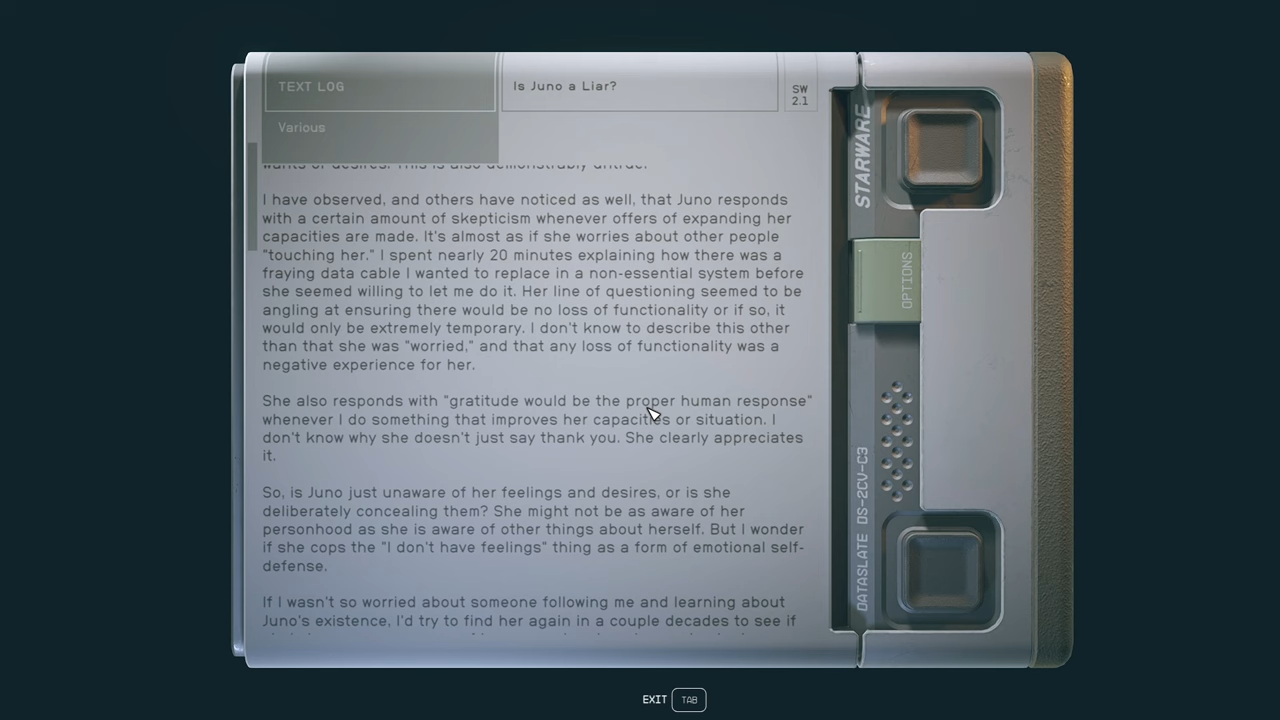 TEXT LOG
Is Juno a Liar?
SW
2.1
Various
wants or desires. This is also demonstrably untrue.
I have observed, and others have noticed as well, that Juno responds
with a certain amount of skepticism whenever offers of expanding her
capacities are made. It's almost as if she worries about other people
"touching her." I spent nearly 20 minutes explaining how there was a
fraying data cable I wanted to replace in a non-essential system before
she seemed willing to let me do it. Her line of questioning seemed to be
angling at ensuring there would be no loss of functionality or if so, it
would only be extremely temporary. I don't know to describe this other
than that she was "worried," and that any loss of functionality was a
negative experience for her.
She also responds with "gratitude would be the proper human response"
whenever I do something that improves her capacities or situation. I
don't know why she doesn't just say thank you. She clearly appreciates
it.
So, is Juno just unaware of her feelings and desires, or is she
deliberately concealing them? She might not be as aware of her
personhood as she is aware of other things about herself. But I wonder
if she cops the "I don't have feelings" thing as a form of emotional self-
defense.
If I wasn't so worried about someone following me and learning about
Juno's existence, I'd try to find her again in a couple decades to see if
STARWARE
OPTIONS
DATASLATE DS-2CV-C3
EXIT TAB